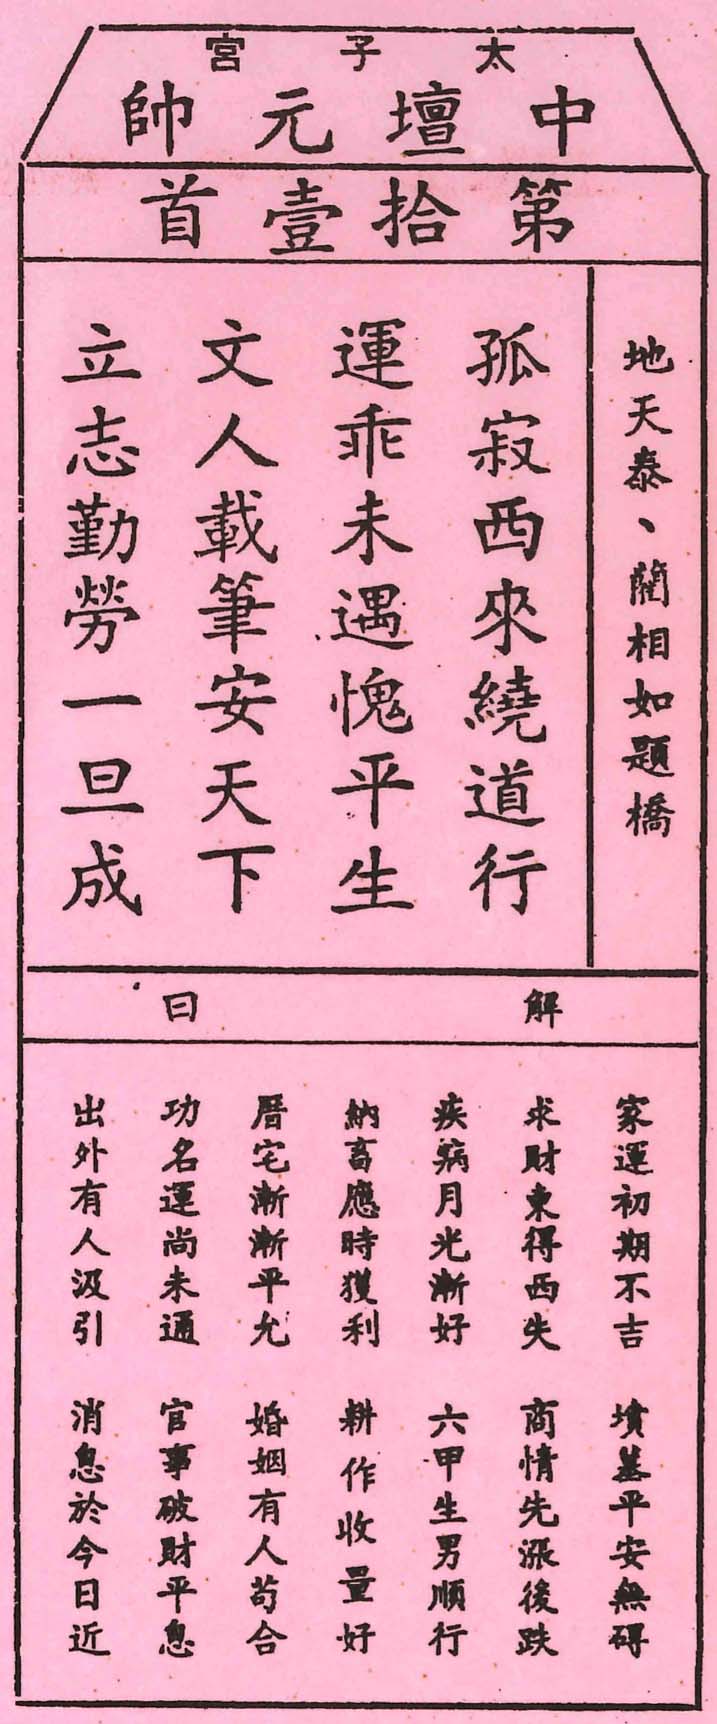 太子宮
中壇元帥
第拾壹首
地天泰、藺相如題橋
孤寂西來繞道行
運乖未遇愧平生
文人載筆安天下
立志勤勞一旦成
解曰
家運初期不吉 墳墓平安無碍
求財東得西失 商情先漲後跌
疾病月光漸好 六甲生男順行
納畜應時獲利 耕作收量好
厝宅漸漸平允 婚姻有人苟合
功名運尚未通 官事破財平息
出外有人汲引 消息於今日近